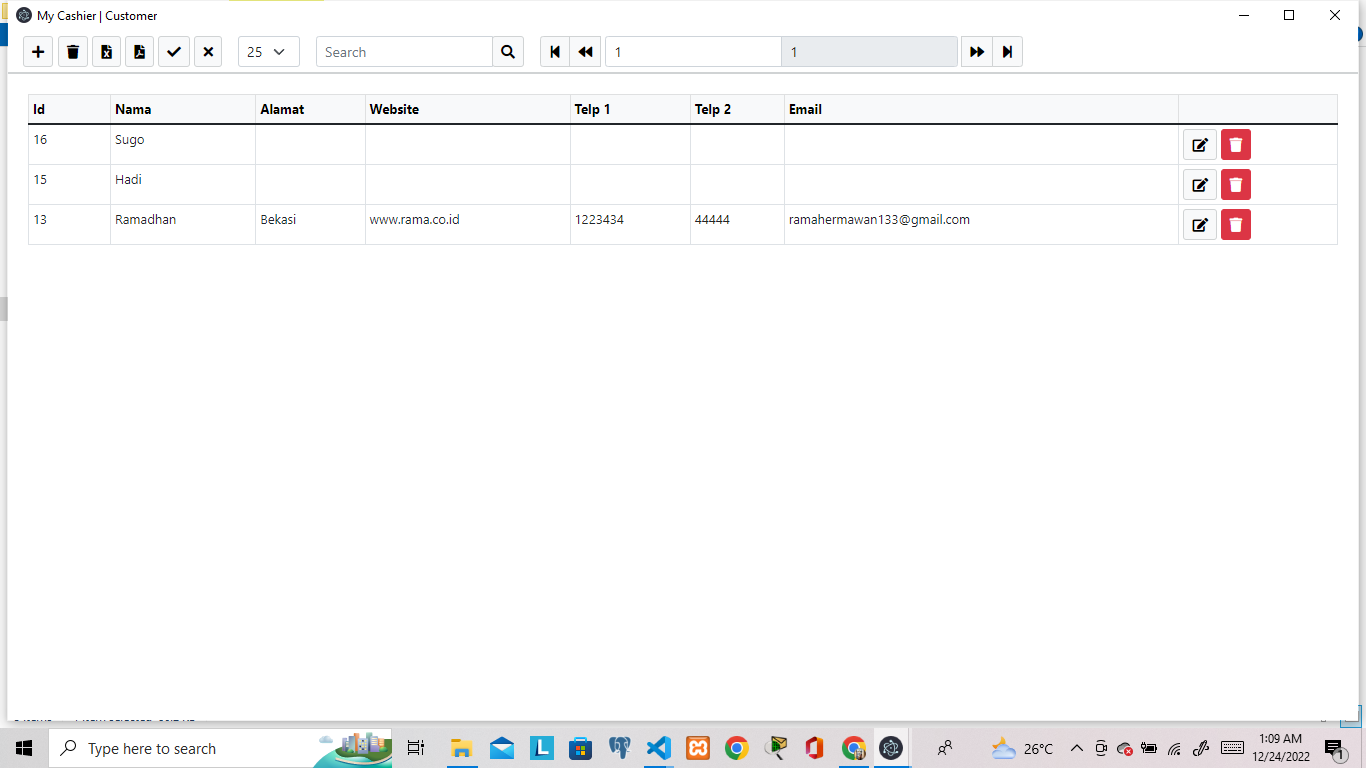 My Cashier | Customer
25
Search
1
1
Id Nama Alamat Website Telp 1 Telp 2 Email
16 Sugo
15 Hadi
13 Ramadhan Bekasi www.rama.co.id 1223434 44444 ramahermawan133@gmail.com
Type here to search
26°C
1:09 AM
12/24/2022
1